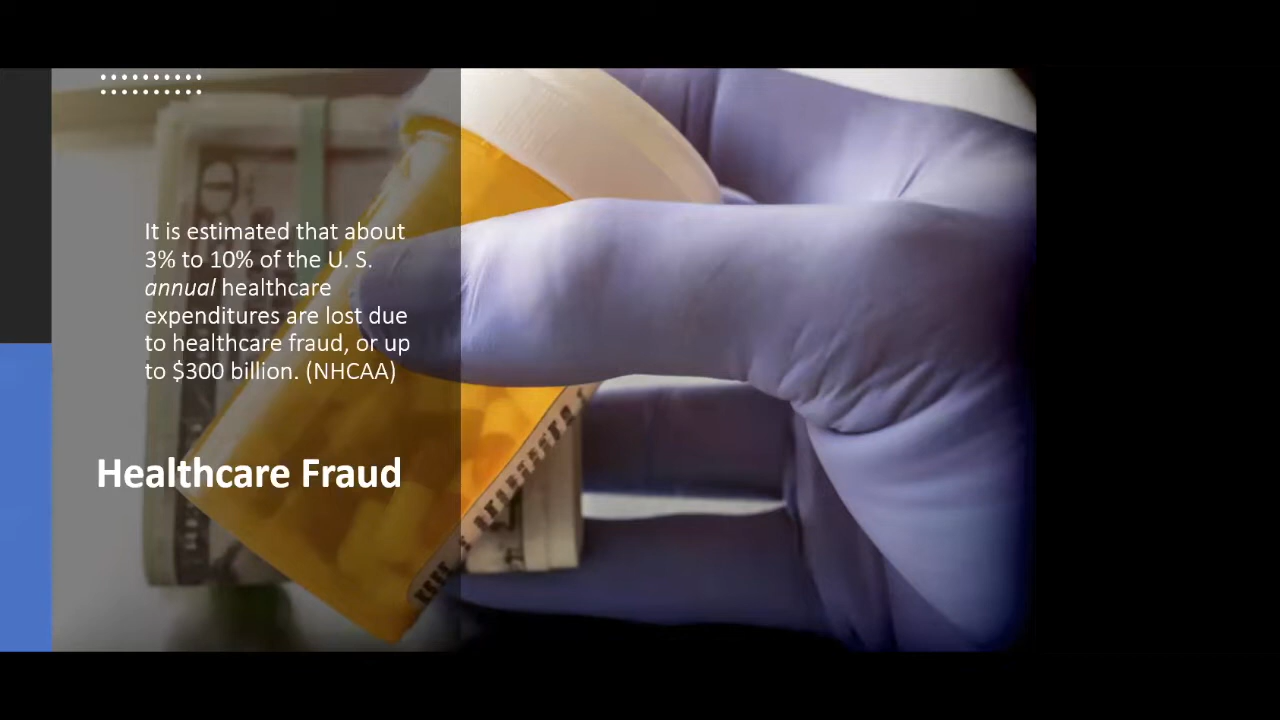 It is estimated that about
3% to 10% of the U. S.
annual healthcare
expenditures are lost due
to healthcare fraud, or up
to $300 billion. (NHCAA)
Healthcare Fraud